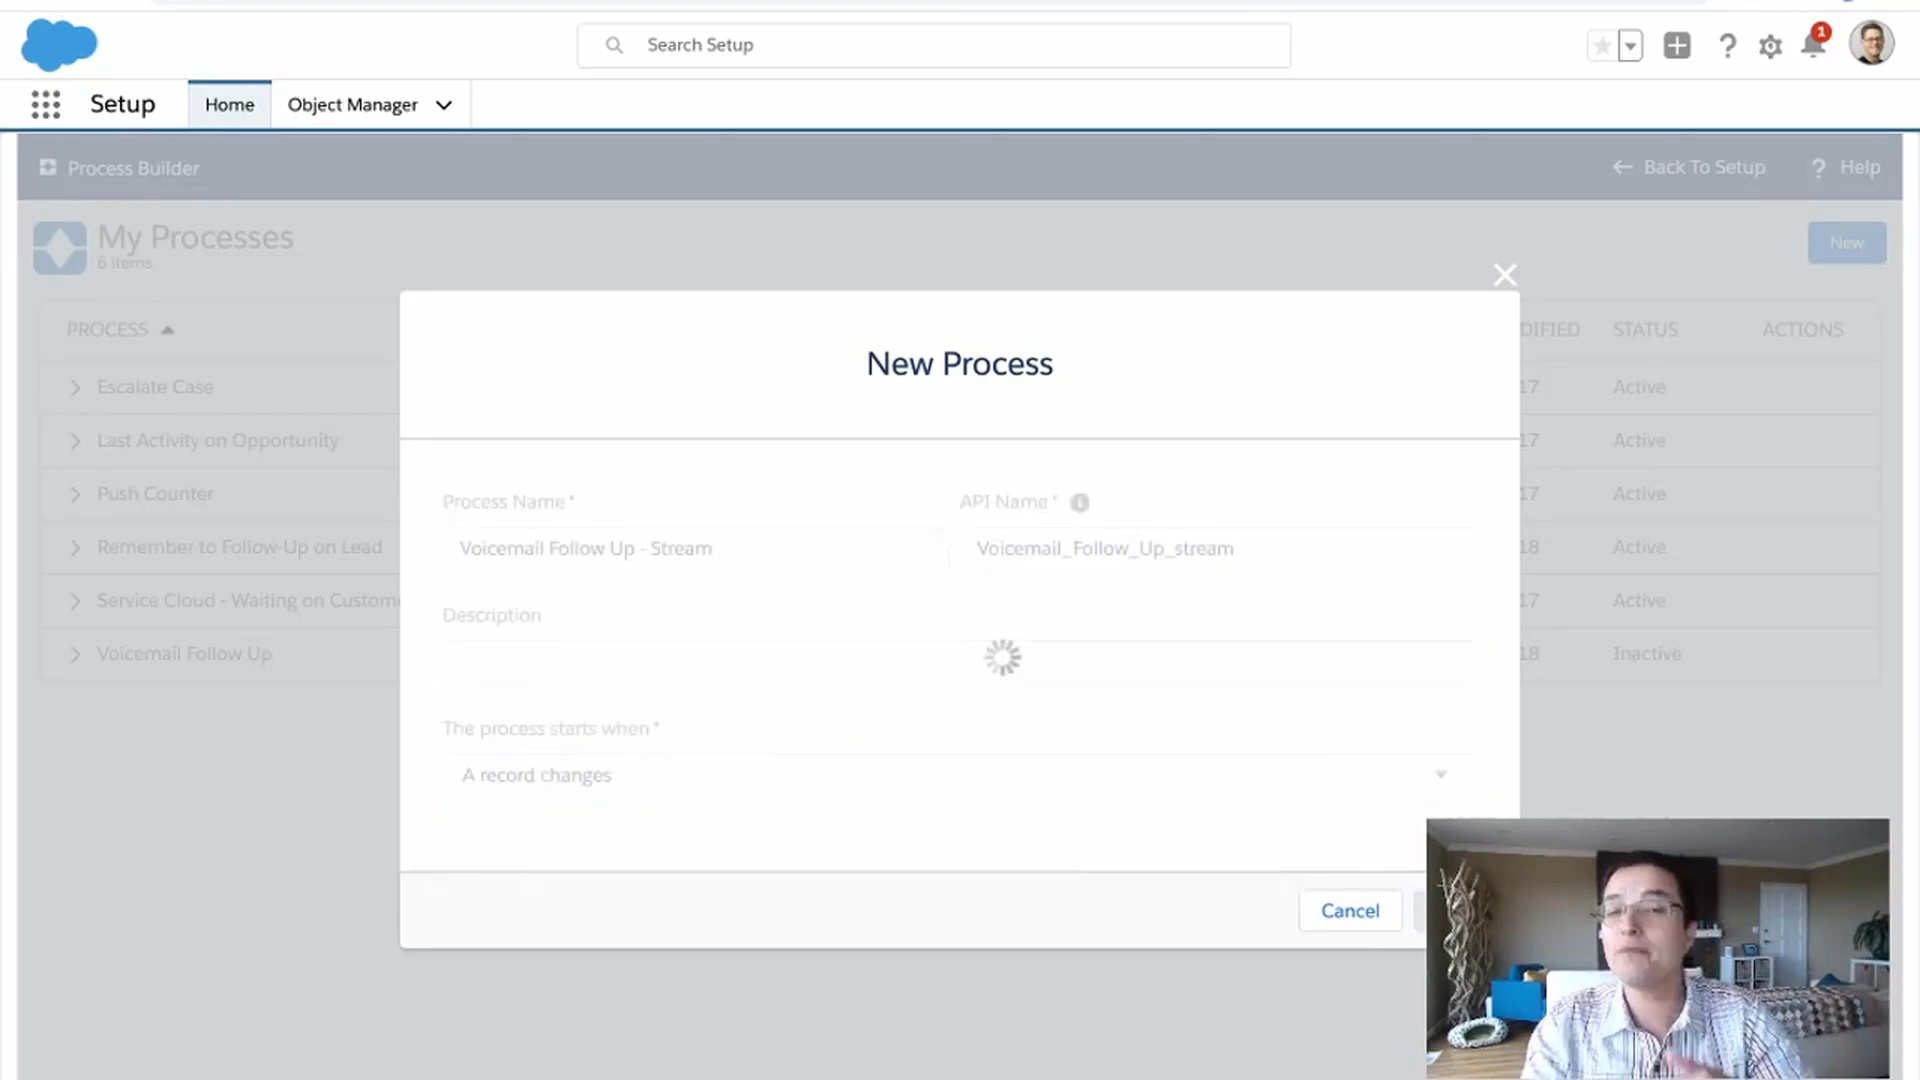 Search Setup
1
Setup
Home
Object Manager
Process Builder
Back To Setup
? Help
My Processes
6 items
New
PROCESS
DIFIED
STATUS
ACTIONS
Escalate Case
17
Active
Last Activity on Opportunity
17
Active
Push Counter
17
Active
Remember to Follow-Up on Lead
18
Active
Service Cloud - Waiting on Custome
17
Active
Voicemail Follow Up
18
Inactive
New Process
Process Name*
API Name*
Voicemail Follow Up - Stream
Voicemail_Follow_Up_stream
Description
The process starts when*
A record changes
Cancel